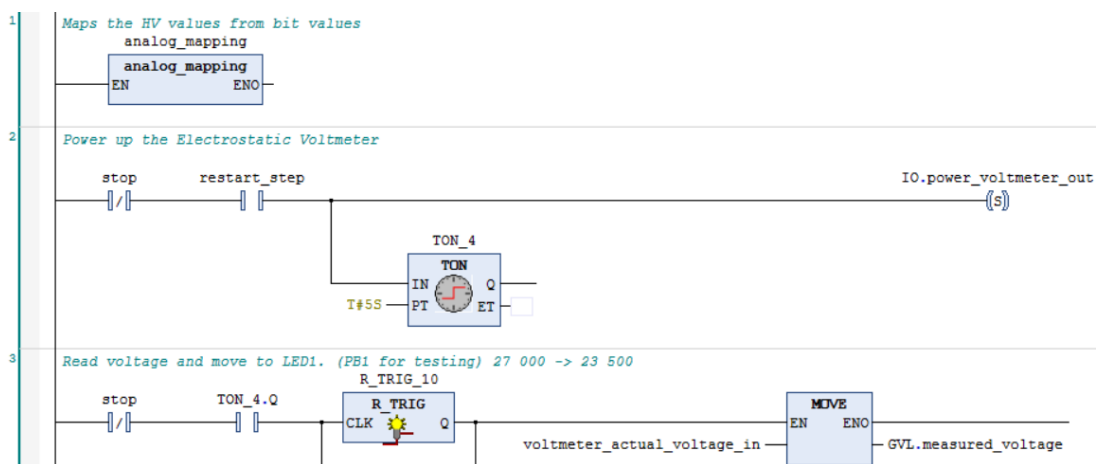 1
Maps the HV values from bit values
analog_mapping
analog_mapping
EN ENO
2
Power up the Electrostatic Voltmeter
stop restart_step IO.power_voltmeter_out
S
TON_4
TON
IN Q
T#5S PT ET
3
Read voltage and move to LED1. (PB1 for testing) 27 000 -> 23 500
R_TRIG_10
stop TON_4.Q R_TRIG MOVE
CLK Q EN ENO
voltmeter_actual_voltage_in GVL.measured_voltage